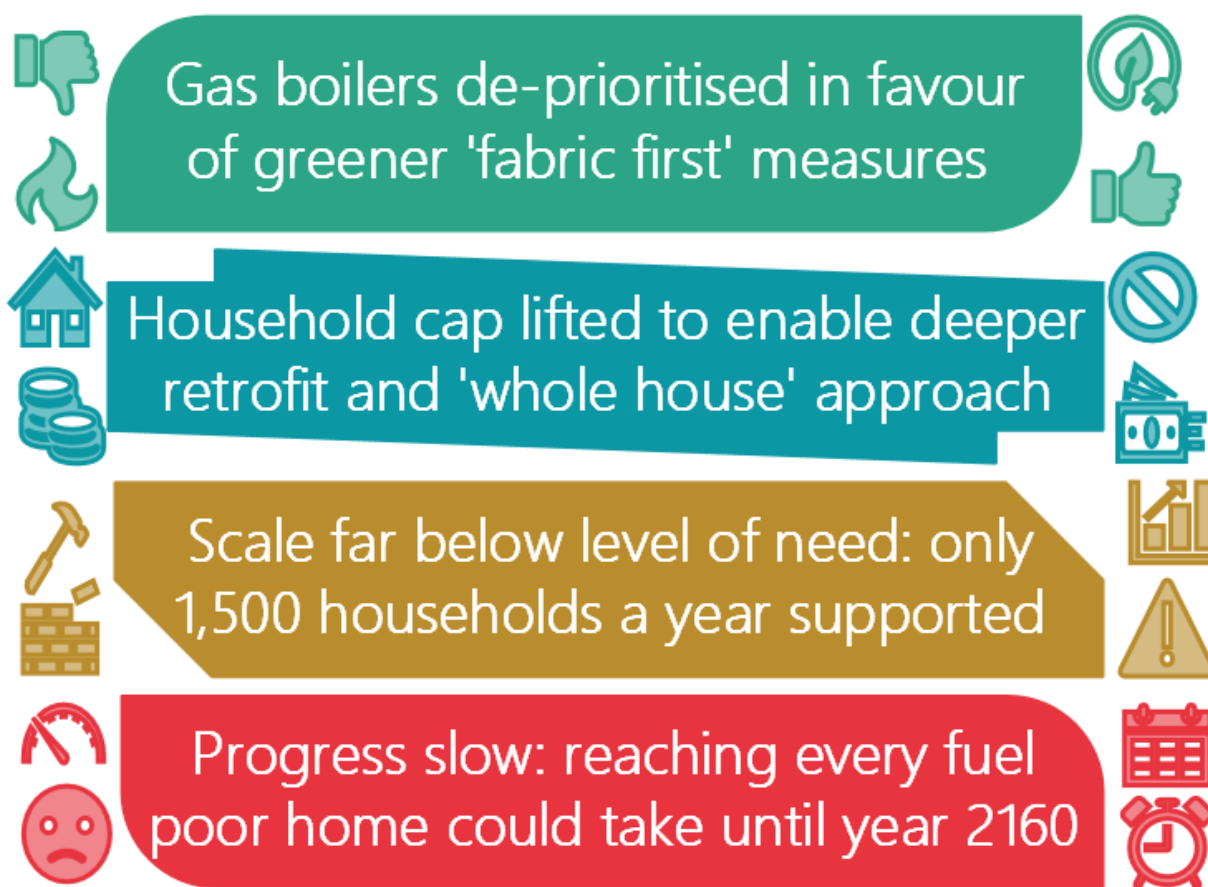 Gas boilers de-prioritised in favour
of greener 'fabric first' measures
Household cap lifted to enable deeper
retrofit and 'whole house' approach
Scale far below level of need: only
1,500 households a year supported
Progress slow: reaching every fuel
poor home could take until year 2160